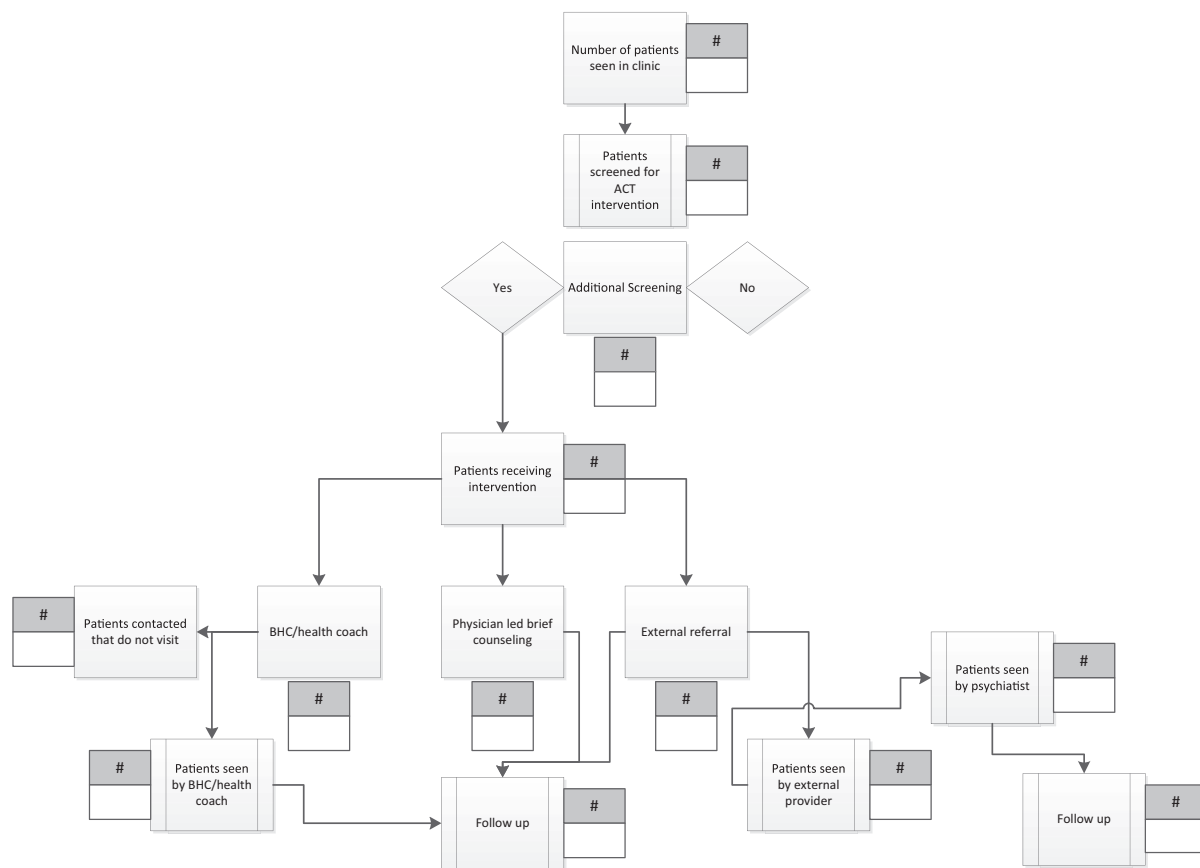 Number of patients
seen in clinic
#
Patients
screened for
ACT
intervention
#
Yes
Additional Screening
No
#
Patients receiving
intervention
#
#
Patients contacted
that do not visit
BHC/health coach
#
Physician led brief
counseling
#
External referral
#
Patients seen
by psychiatist
#
#
Patients seen
by BHC/health
coach
Follow up
#
Patients seen
by external
provider
#
Follow up
#